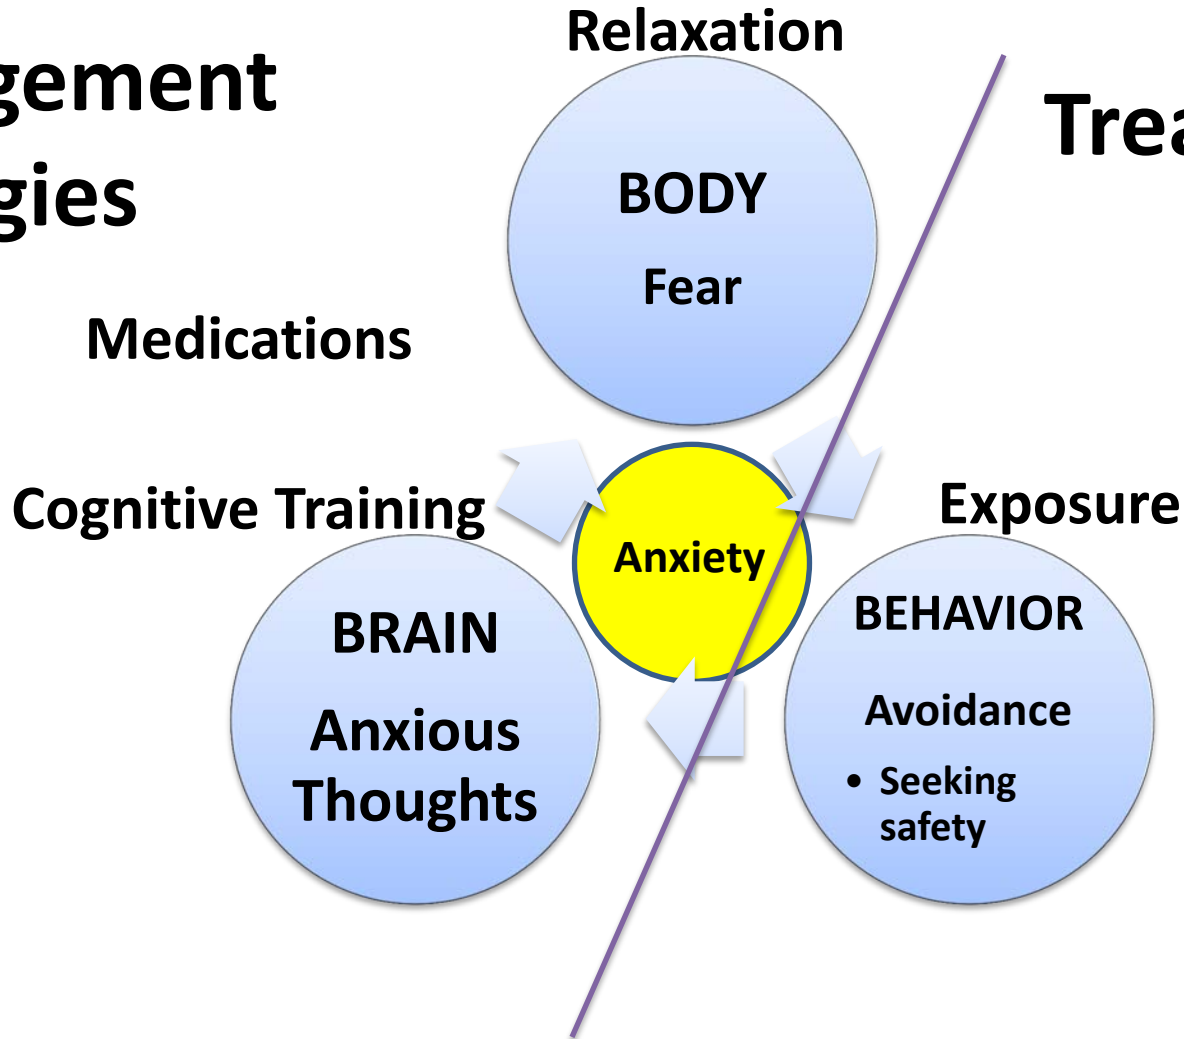 Relaxation
gement
gies
Trea
BODY
Fear
Medications
Cognitive Training
Exposure
Anxiety
BRAIN
Anxious
Thoughts
BEHAVIOR
Avoidance
• Seeking
safety